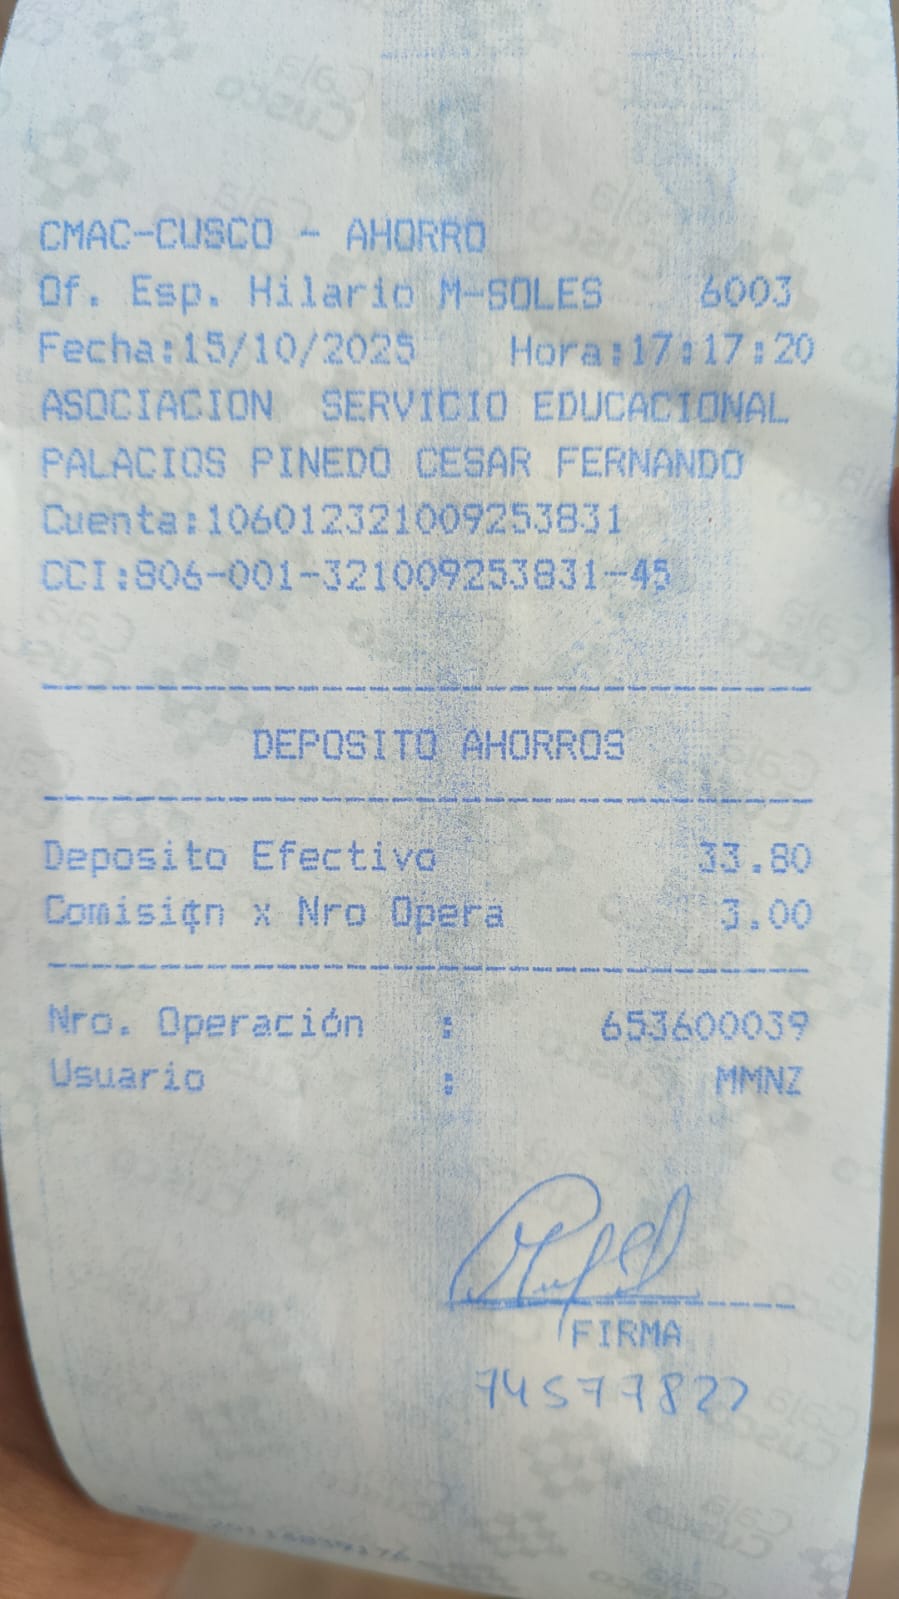 CMAC-CUSCO - AHORRO
Of. Esp. Hilario M-SOLES 6003
Fecha:15/10/2025 Hora:17:17:20
ASOCIACION SERVICIO EDUCACIONAL
PALACIOS PINEDO CESAR FERNANDO
Cuenta:106012321009253831
CCI:806-001-321009253831-45
DEPOSITO AHORROS
Deposito Efectivo 33.80
Comisi¢n x Nro Opera 3.00
Nro. Operación : 653600039
Usuario : MMNZ
FIRMA
74577822